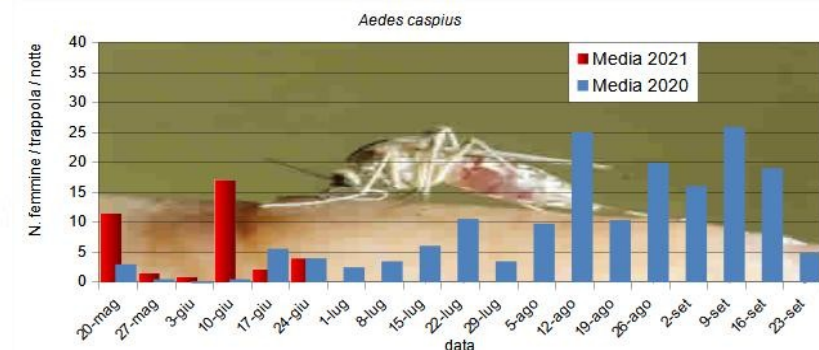 Aedes caspius
N. femmine / trappola / notte
40
35
30
25
20
15
10
5
0
Media 2021
Media 2020
20-mag
27-mag
3-giu
10-giu
17-giu
24-giu
1-lug
8-lug
15-lug
22-lug
29-lug
5-ago
12-ago
19-ago
26-ago
2-set
9-set
16-set
23-set
data